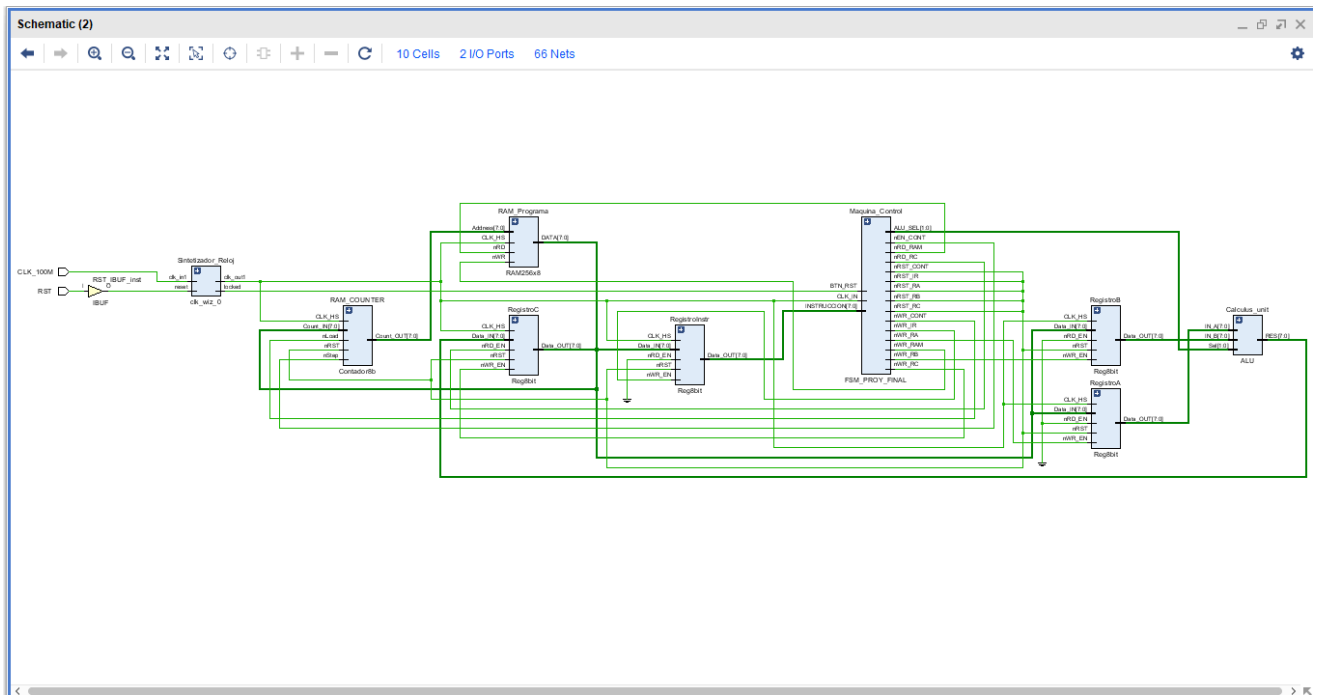 Schematic (2)
10 Cells 2 I/O Ports 66 Nets
CLK_100M
RST
RST_IBUF_inst
I
O
IBUF
Sintetizador_Reloj
clk_in1
reset
clk_out1
locked
clk_wiz_0
RAM_COUNTER
CLK_HS
Count_IN[7:0]
nLoad
nRST
nStep
Count_OUT[7:0]
Contador8b
RAM_Programa
Address[7:0]
CLK_HS
nRD
nWR
DATA[7:0]
RAM256x8
RegistroC
CLK_HS
Data_IN[7:0]
nRD_EN
nRST
nWR_EN
Data_OUT[7:0]
Reg8bit
RegistroInstr
CLK_HS
Data_IN[7:0]
nRD_EN
nRST
nWR_EN
Data_OUT[7:0]
Reg8bit
Maquina_Control
BTN_RST
CLK_IN
INSTRUCCION[7:0]
ALU_SEL[1:0]
nEN_CONT
nRD_RAM
nRD_RC
nRST_CONT
nRST_IR
nRST_RA
nRST_RB
nRST_RC
nWR_CONT
nWR_IR
nWR_RA
nWR_RAM
nWR_RB
nWR_RC
FSM_PROY_FINAL
RegistroB
CLK_HS
Data_IN[7:0]
nRD_EN
nRST
nWR_EN
Data_OUT[7:0]
Reg8bit
RegistroA
CLK_HS
Data_IN[7:0]
nRD_EN
nRST
nWR_EN
Data_OUT[7:0]
Reg8bit
Calculus_unit
IN_A[7:0]
IN_B[7:0]
Sel[1:0]
RES[7:0]
ALU